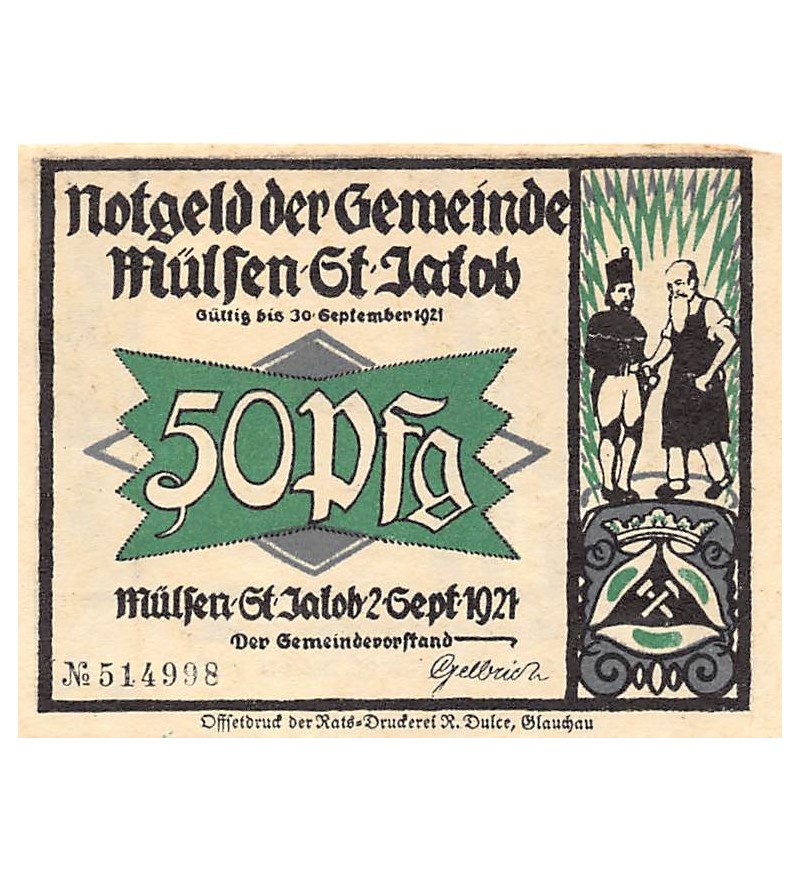 Notgeld der Gemeinde
Mülsen·St·Jakob
Gültig bis 30·September 1921
50 Pfg
Mülsen·St·Jakob 2·Sept·1921
Der Gemeindevorstand
№ 514998
Gelbrich
Offsetdruck der Rats=Druckerei R. Dulce, Glauchau